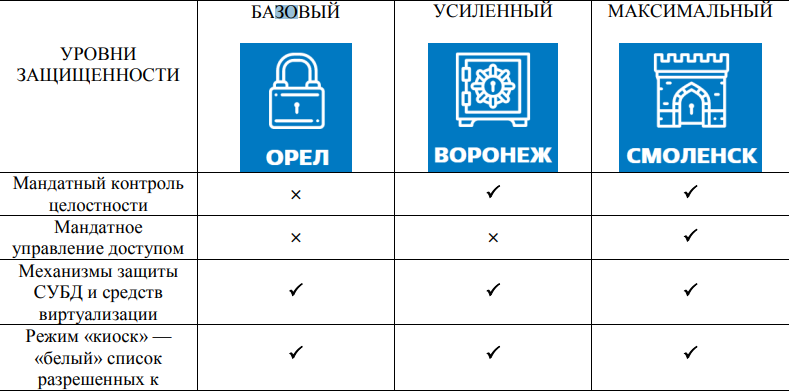 БАЗОВЫЙ УСИЛЕННЫЙ МАКСИМАЛЬНЫЙ
УРОВНИ
ЗАЩИЩЕННОСТИ
ОРЕЛ ВОРОНЕЖ СМОЛЕНСК
Мандатный контроль
целостности
× ✓ ✓
Мандатное
управление доступом
× × ✓
Механизмы защиты
СУБД и средств
виртуализации
✓ ✓ ✓
Режим «киоск» —
«белый» список
разрешенных к
✓ ✓ ✓